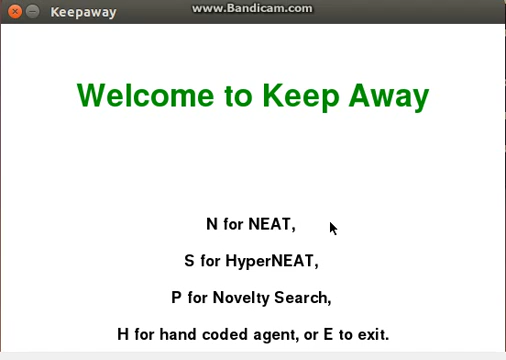 www.Bandicam.com
Keepaway
Welcome to Keep Away
N for NEAT,
S for HyperNEAT,
P for Novelty Search,
H for hand coded agent, or E to exit.